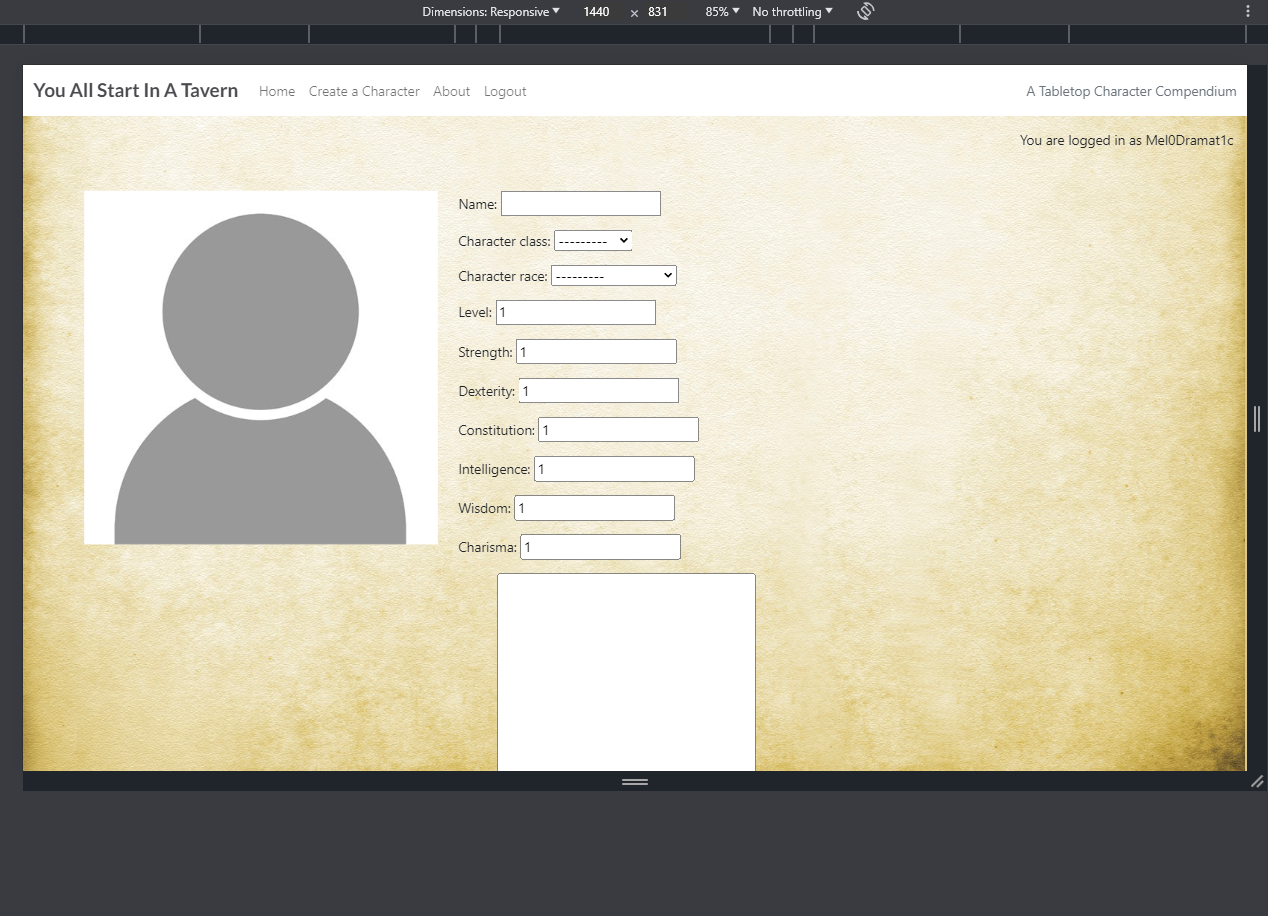 Dimensions: Responsive 1440 × 831 85% No throttling
You All Start In A Tavern Home Create a Character About Logout A Tabletop Character Compendium
You are logged in as Mel0Dramat1c
Name:
Character class: ---------
Character race: ---------
Level: 1
Strength: 1
Dexterity: 1
Constitution: 1
Intelligence: 1
Wisdom: 1
Charisma: 1